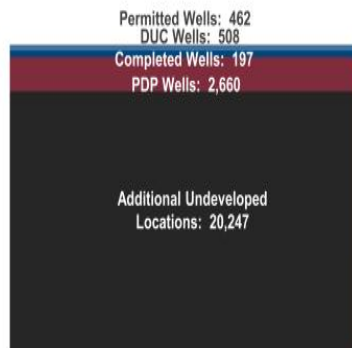 Permitted Wells: 462
DUC Wells: 508
Completed Wells: 197
PDP Wells: 2,660
Additional Undeveloped
Locations: 20,247